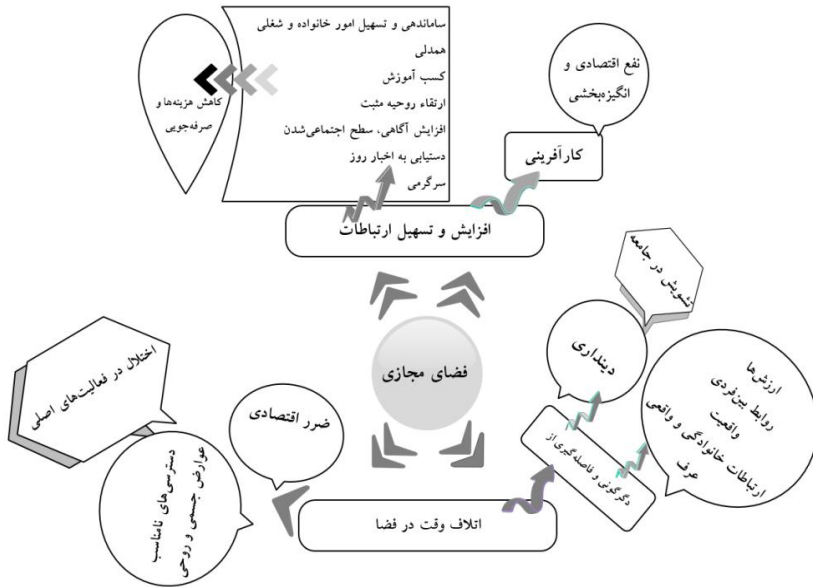 ساماندهی و تسهیل امور خانواده و شغلی
همدلی
کسب آموزش
ارتقاء روحیه مثبت
افزایش آگاهی، سطح اجتماعی‌شدن
دستیابی به اخبار روز
سرگرمی
کاهش هزینه‌ها و
صرفه‌جویی
نفع اقتصادی و
انگیزه‌بخشی
کارآفرینی
افزایش و تسهیل ارتباطات
فضای مجازی
تشویش در جامعه
دینداری
ارزش‌ها
روابط بین‌فردی
واقعیت
ارتباطات خانوادگی و واقعی
عرف
دگرگونی و فاصله‌گیری از
اتلاف وقت در فضا
ضرر اقتصادی
اختلال در فعالیت‌های اصلی
دسترسی‌های نامناسب
عوارض جسمی و روحی